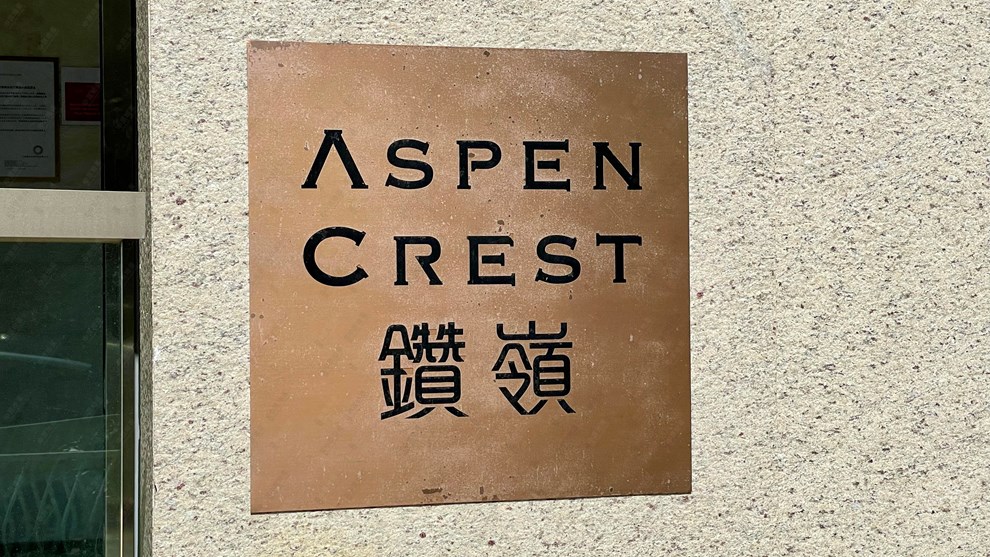 ASPEN
CREST
鑽嶺